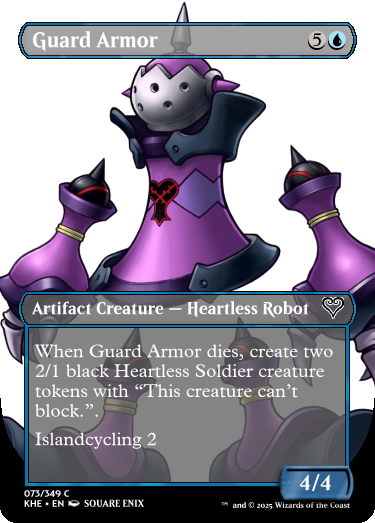 Guard Armor 5
Artifact Creature — Heartless Robot
When Guard Armor dies, create two
2/1 black Heartless Soldier creature
tokens with “This creature can’t
block.”.
Islandcycling 2
4/4
073/349 C
KHE • EN SQUARE ENIX
™ and © 2025 Wizards of the Coast